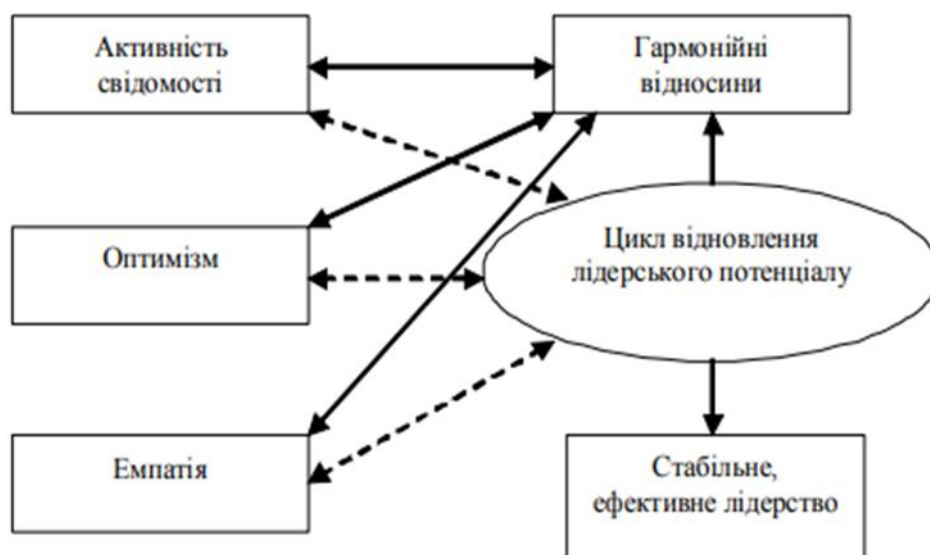 Активність
свідомості
Гармонійні
відносини
Оптимізм
Цикл відновлення
лідерського потенціалу
Емпатія
Стабільне,
ефективне лідерство